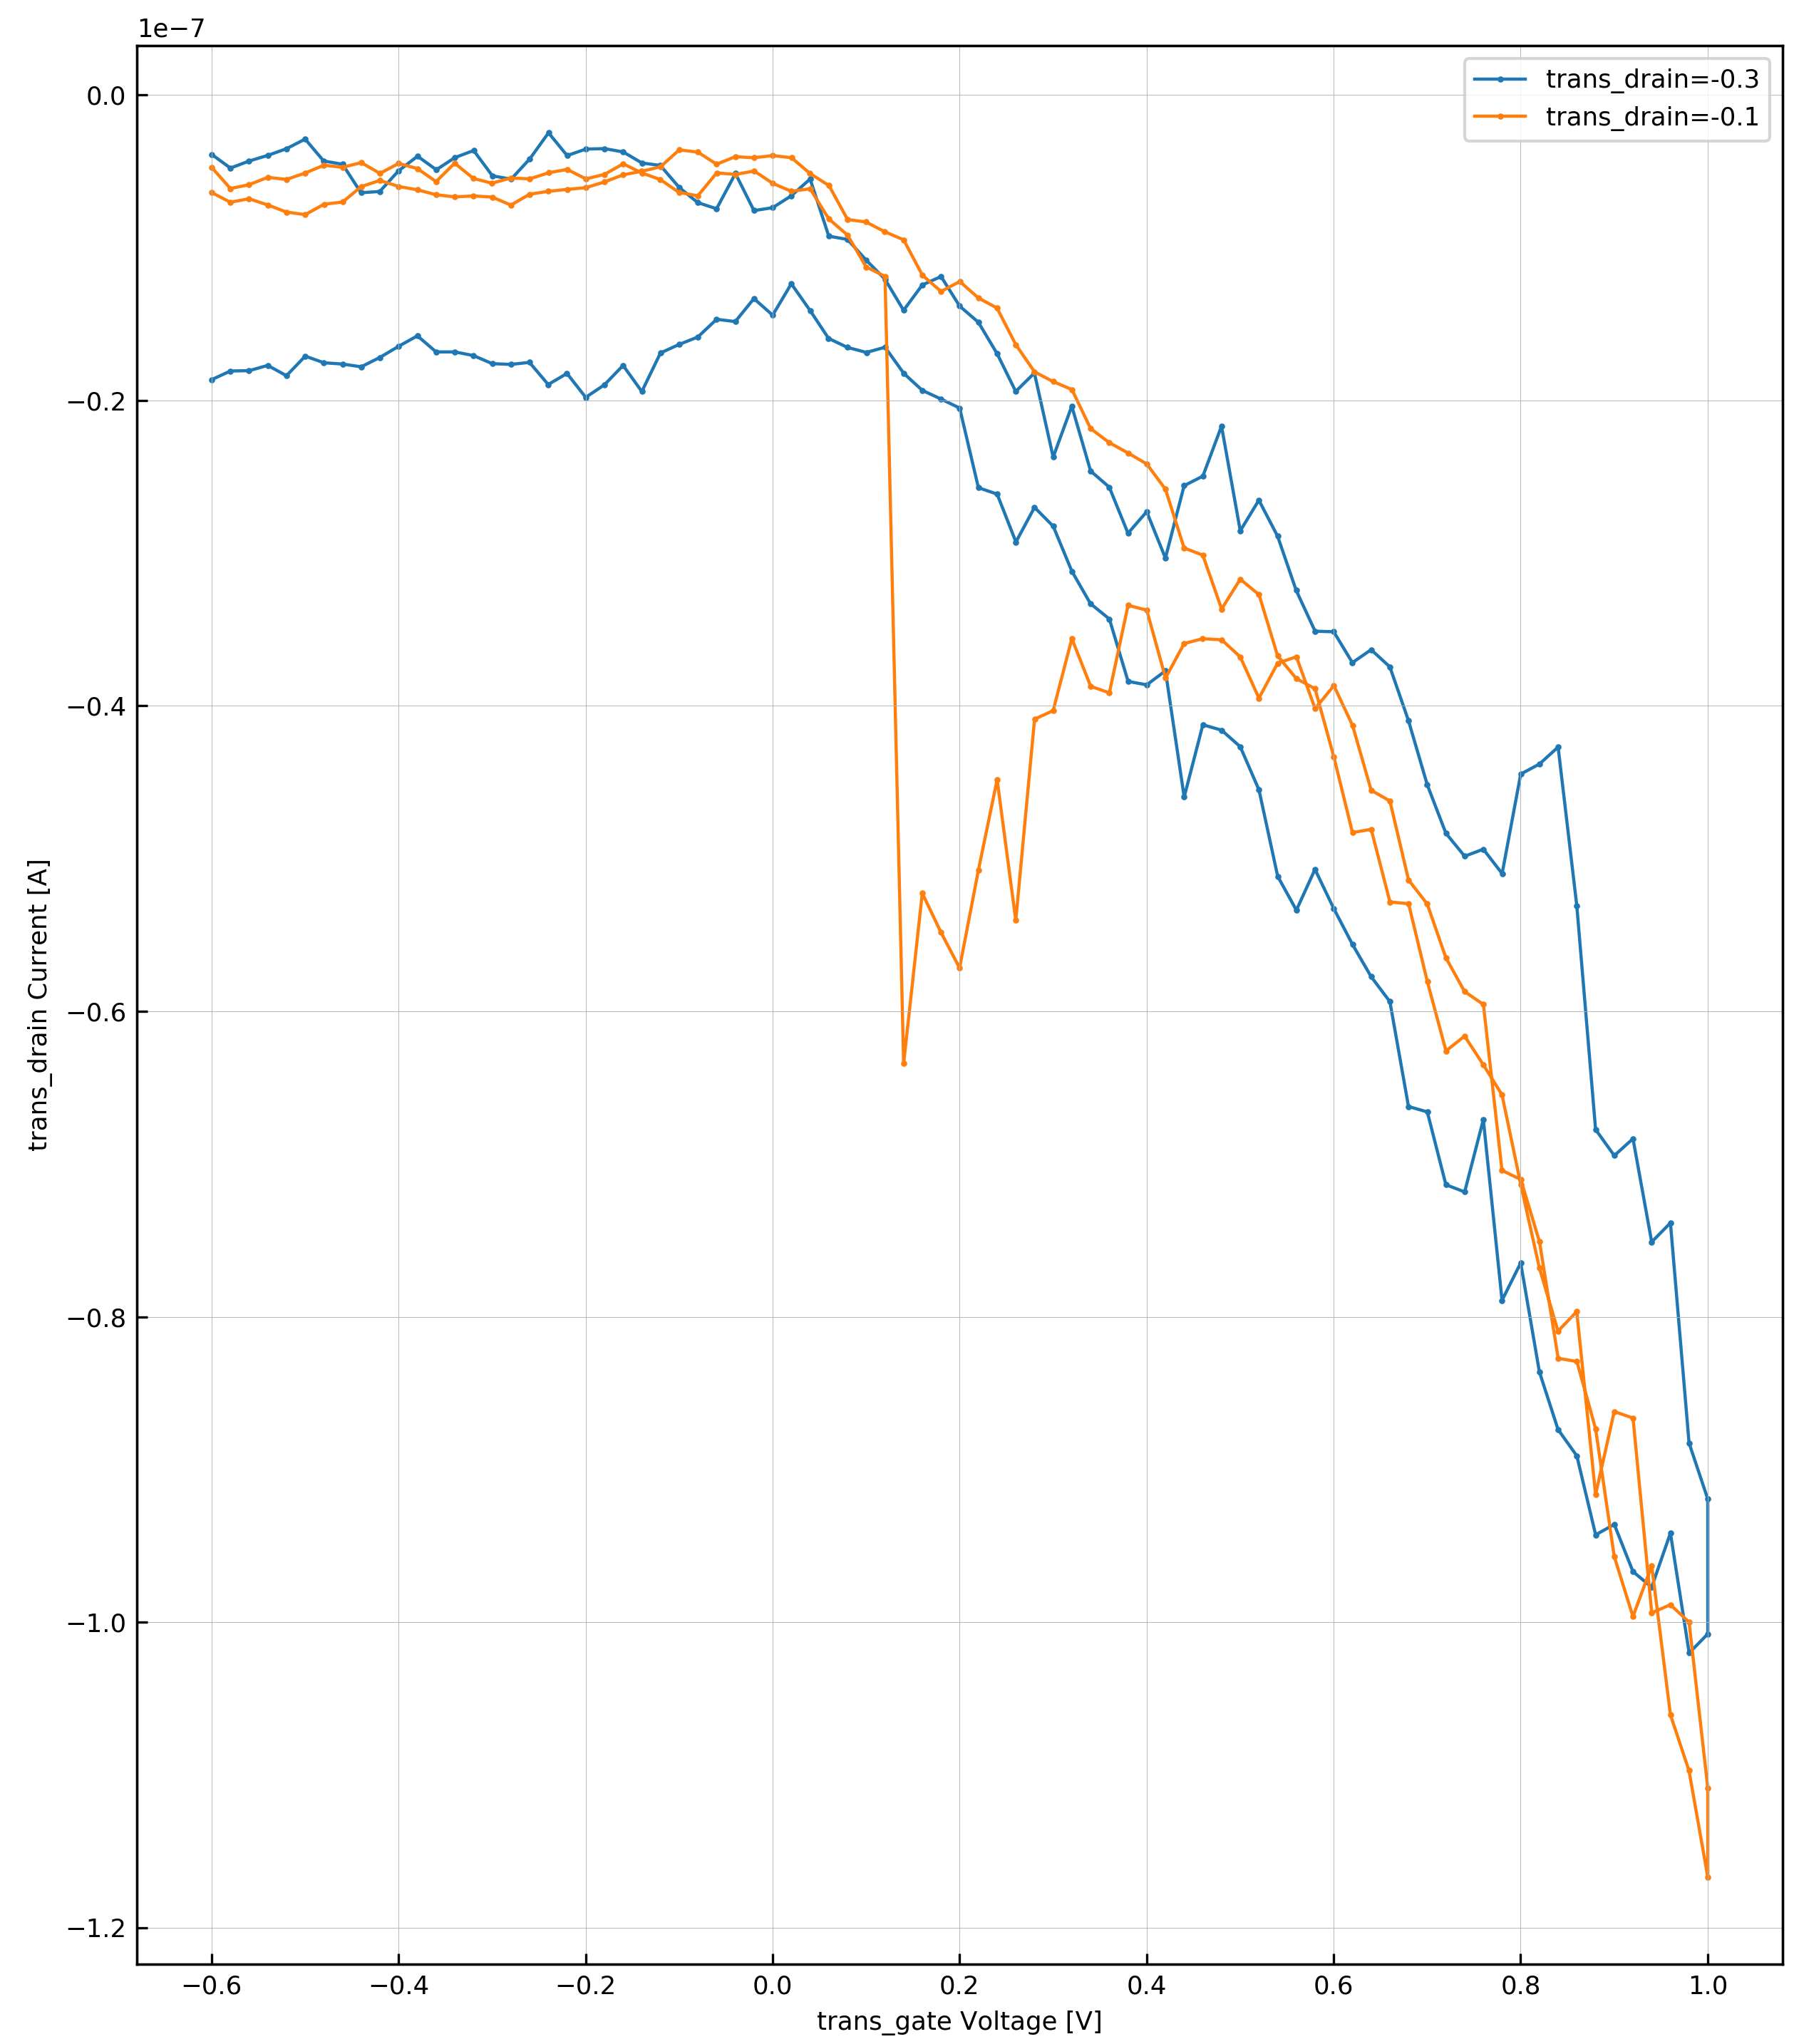 1e−7
0.0
−0.2
−0.4
−0.6
−0.8
−1.0
−1.2
trans_drain Current [A]
trans_drain=-0.3
trans_drain=-0.1
−0.6 −0.4 −0.2 0.0 0.2 0.4 0.6 0.8 1.0
trans_gate Voltage [V]